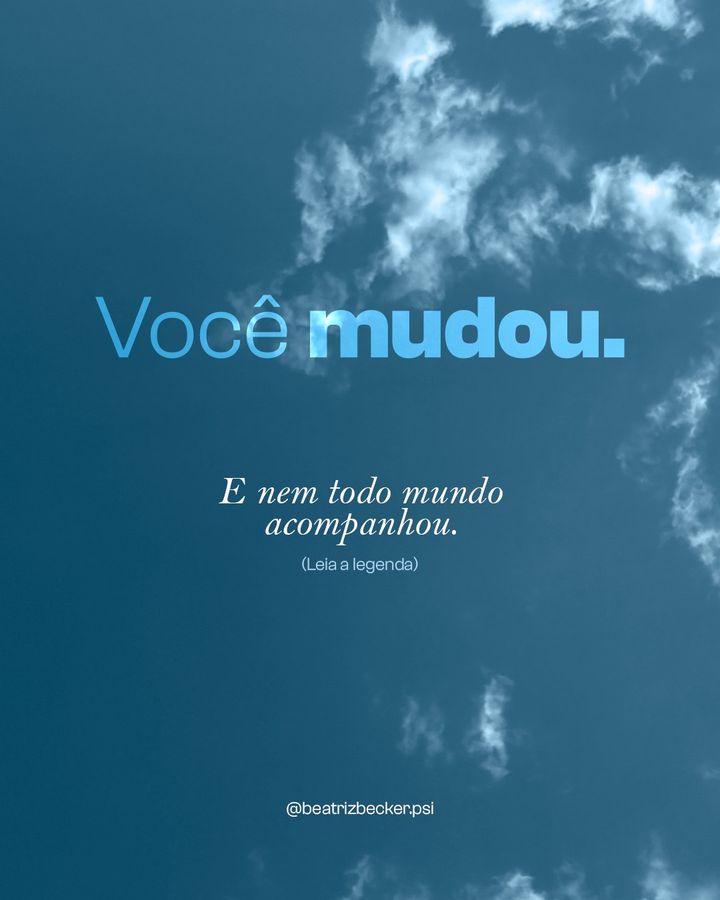 Você mudou.
E nem todo mundo
acompanhou.
(Leia a legenda)
@beatrizbecker.psi